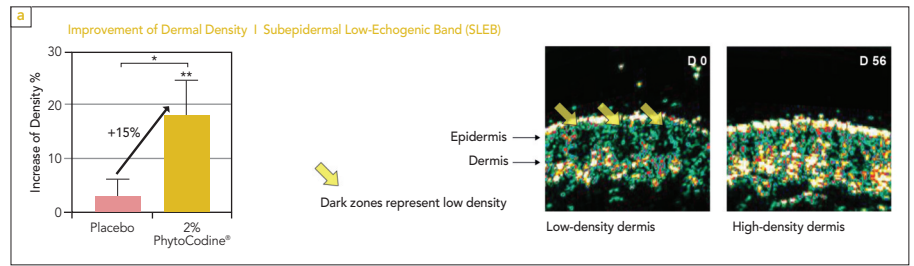 a
Improvement of Dermal Density I Subepidermal Low-Echogenic Band (SLEB)
Increase of Density %
30
20
10
0
*
**
+15%
Placebo
2%
PhytoCodine®
Dark zones represent low density
Epidermis
Dermis
D 0
Low-density dermis
D 56
High-density dermis